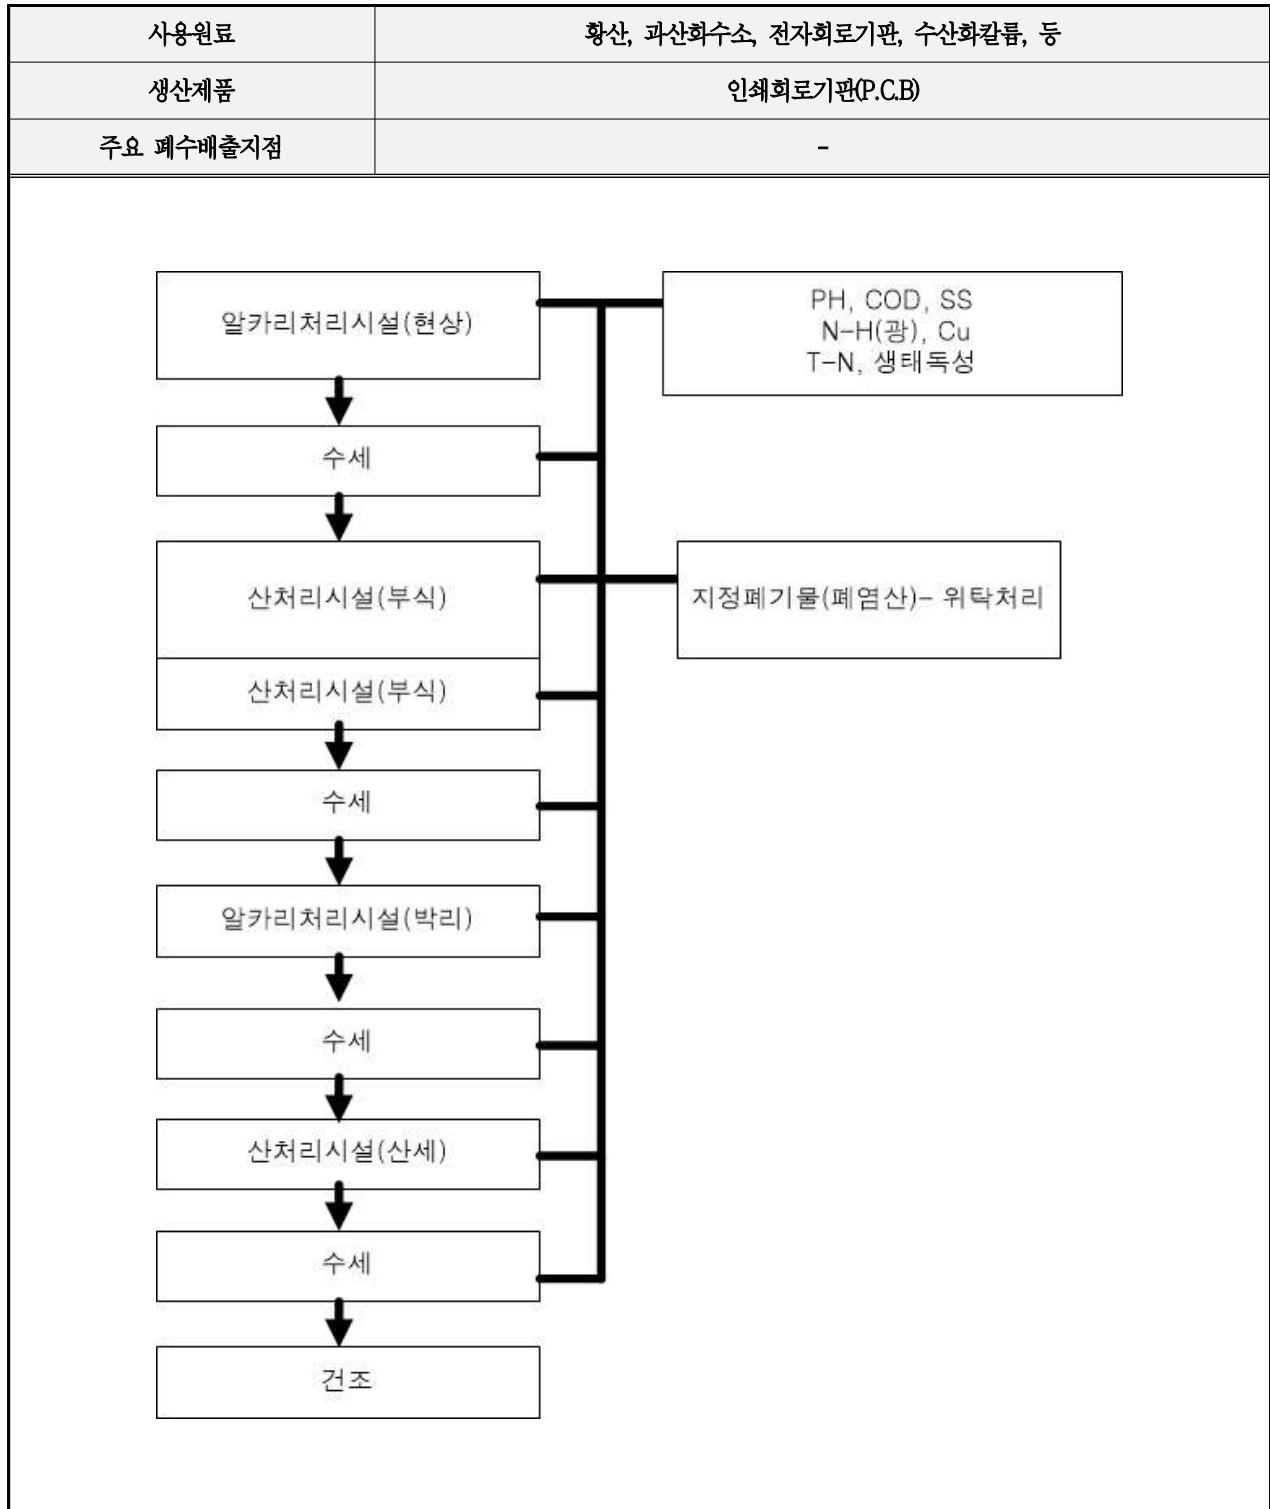 사용원료
황산, 과산화수소, 전자회로기판, 수산화칼륨, 등
생산제품
인쇄회로기판(P.C.B)
주요 폐수배출지점
-
알카리처리시설(현상)
PH, COD, SS
N-H(광), Cu
T-N, 생태독성
수세
산처리시설(부식)
지정폐기물(폐염산)- 위탁처리
산처리시설(부식)
수세
알카리처리시설(박리)
수세
산처리시설(산세)
수세
건조